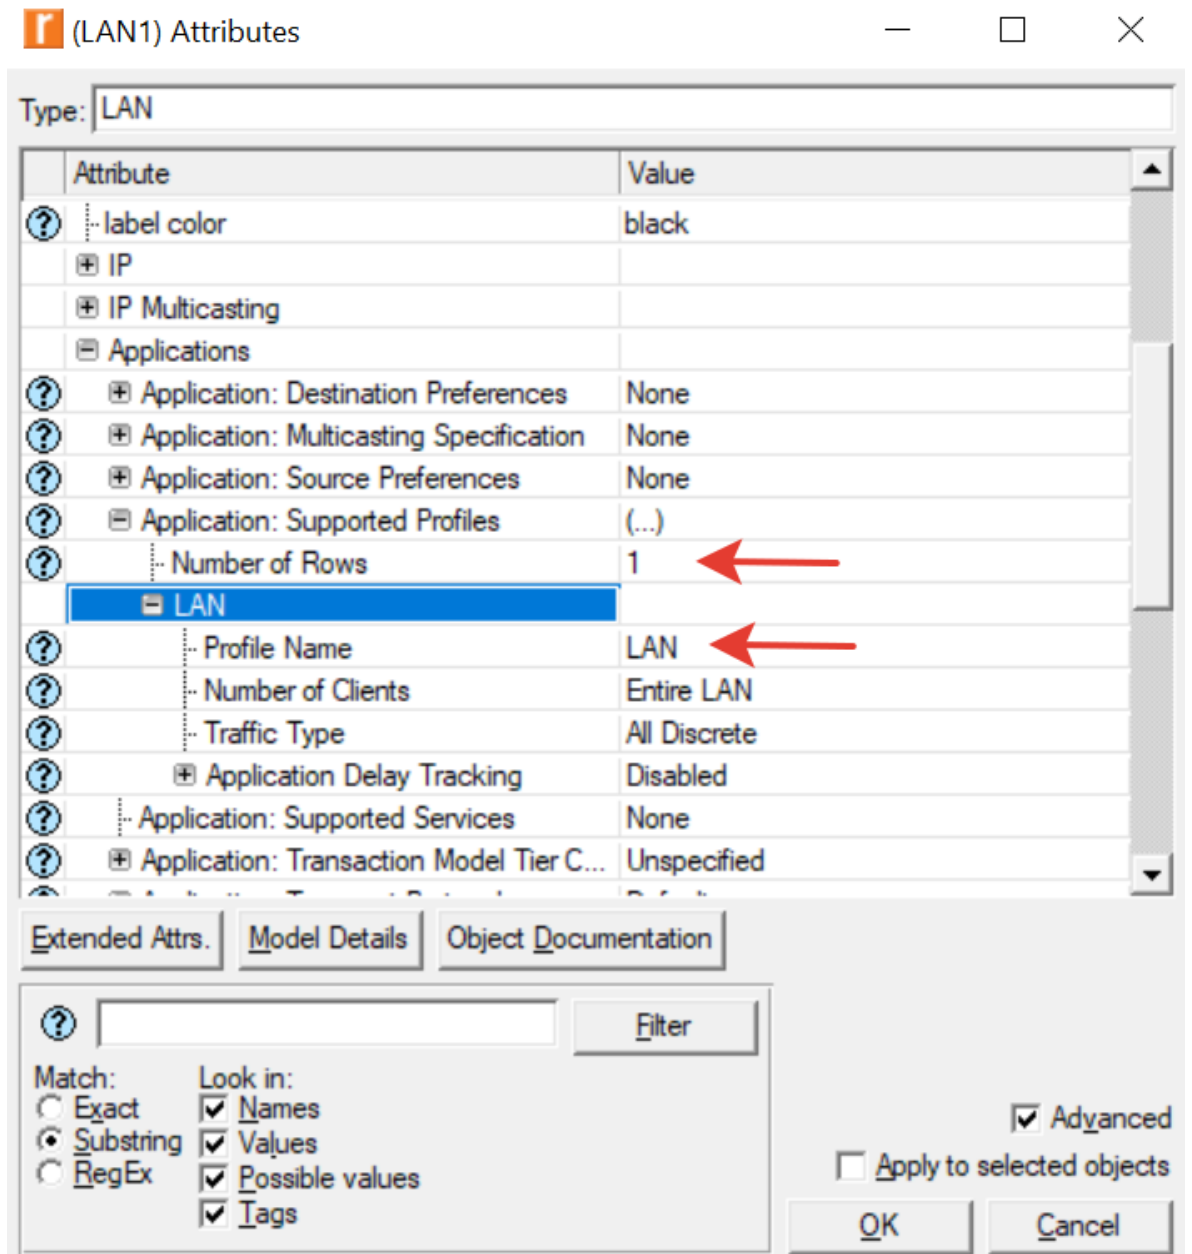 (LAN1) Attributes
Type: LAN
Attribute Value
label color black
IP
IP Multicasting
Applications
Application: Destination Preferences None
Application: Multicasting Specification None
Application: Source Preferences None
Application: Supported Profiles (...)
Number of Rows 1
LAN
Profile Name LAN
Number of Clients Entire LAN
Traffic Type All Discrete
Application Delay Tracking Disabled
Application: Supported Services None
Application: Transaction Model Tier C... Unspecified
Extended Attrs. Model Details Object Documentation
Filter
Match: Look in:
Exact Names
Substring Values
RegEx Possible values
Tags
Advanced
Apply to selected objects
OK Cancel